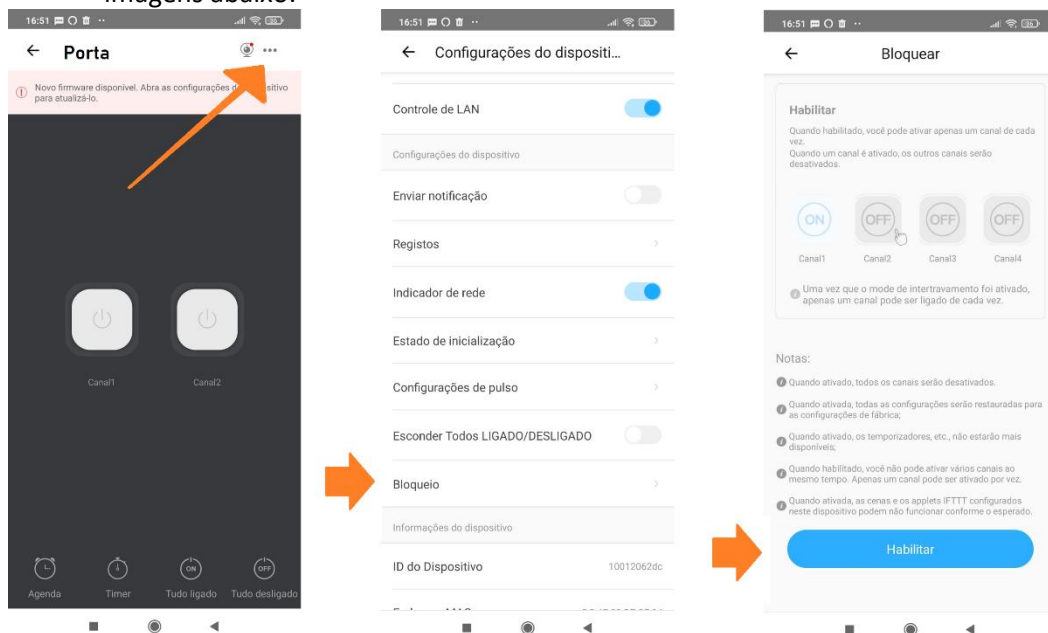 imagens abaixo:
16:51
Porta
Novo firmware disponível. Abra as configurações d sitivo
para atualizá-lo.
Canal1 Canal2
Agenda Timer Tudo ligado Tudo desligado
ON
OFF
16:51
Configurações do dispositi...
Controle de LAN
Configurações do dispositivo
Enviar notificação
Registos
Indicador de rede
Estado de inicialização
Configurações de pulso
Esconder Todos LIGADO/DESLIGADO
Bloqueio
Informações do dispositivo
ID do Dispositivo 10012062dc
16:51
Bloquear
Habilitar
Quando habilitado, você pode ativar apenas um canal de cada
vez.
Quando um canal é ativado, os outros canais serão
desativados.
ON OFF OFF OFF
Canal1 Canal2 Canal3 Canal4
Uma vez que o mode de intertravamento foi ativado,
apenas um canal pode ser ligado de cada vez.
Notas:
Quando ativado, todos os canais serão desativados.
Quando ativada, todas as configurações serão restauradas para
as configurações de fábrica;
Quando ativado, os temporizadores, etc., não estarão mais
disponíveis;
Quando habilitado, você não pode ativar vários canais ao
mesmo tempo. Apenas um canal pode ser ativado por vez.
Quando ativada, as cenas e os applets IFTTT configurados
neste dispositivo podem não funcionar conforme o esperado.
Habilitar